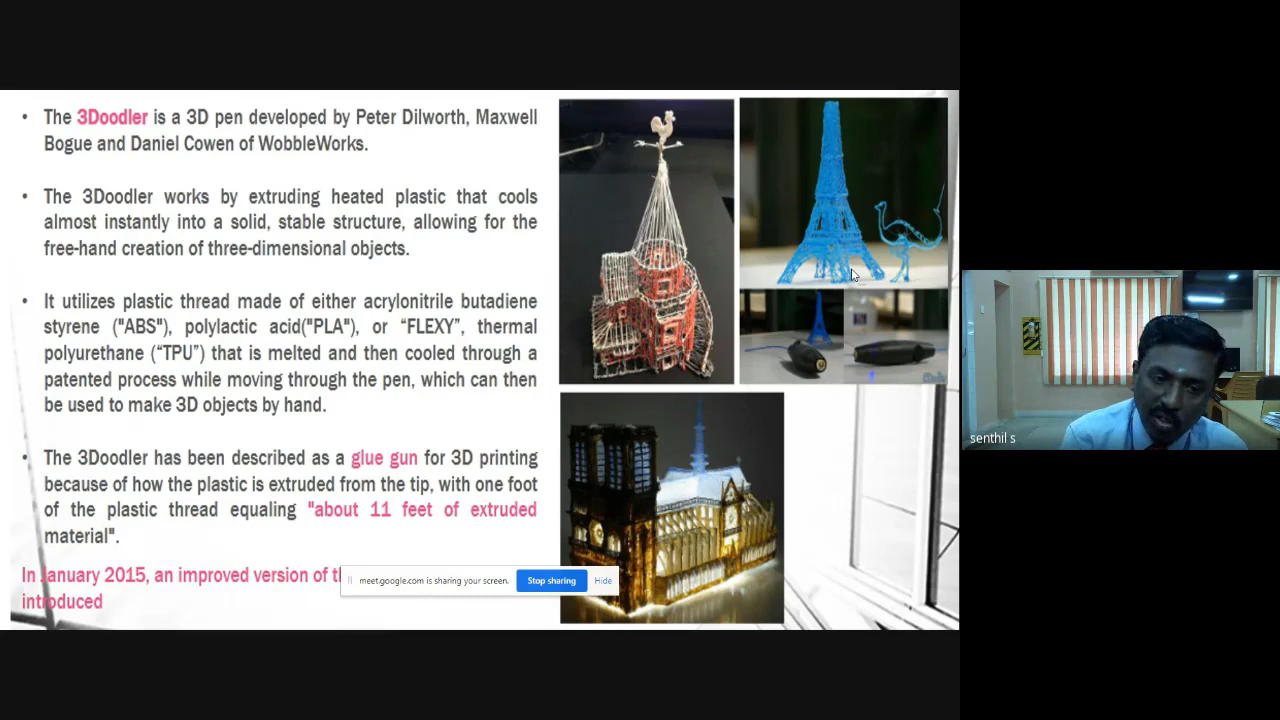 • The 3Doodler is a 3D pen developed by Peter Dilworth, Maxwell
Bogue and Daniel Cowen of WobbleWorks.
• The 3Doodler works by extruding heated plastic that cools
almost instantly into a solid, stable structure, allowing for the
free-hand creation of three-dimensional objects.
• It utilizes plastic thread made of either acrylonitrile butadiene
styrene ("ABS"), polylactic acid("PLA"), or “FLEXY”, thermal
polyurethane (“TPU”) that is melted and then cooled through a
patented process while moving through the pen, which can then
be used to make 3D objects by hand.
• The 3Doodler has been described as a glue gun for 3D printing
because of how the plastic is extruded from the tip, with one foot
of the plastic thread equaling "about 11 feet of extruded
material".
In January 2015, an improved version of
introduced
meet.google.com is sharing your screen.
Stop sharing
Hide
senthil s